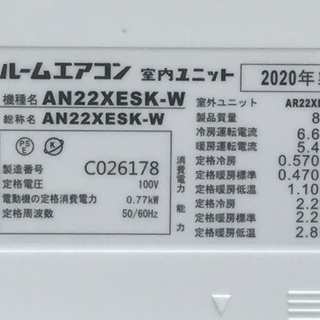 ルームエアコン 室内ユニット 2020年
機種名 AN22XESK-W
総称名 AN22XESK-W
PSE
製造番号 C026178
定格電圧 100V
電動機の定格消費電力 0.77kW
定格周波数 50/60Hz
室外ユニット AR22XE
製品質量 8
冷房運転電流 6.6
暖房運転電流 5.4
消費電力
定格冷房 0.570
定格暖房標準 0.470
定格暖房低温 1.10
能力
定格冷房 2.2
定格暖房標準 2.2
定格暖房低温 2.8